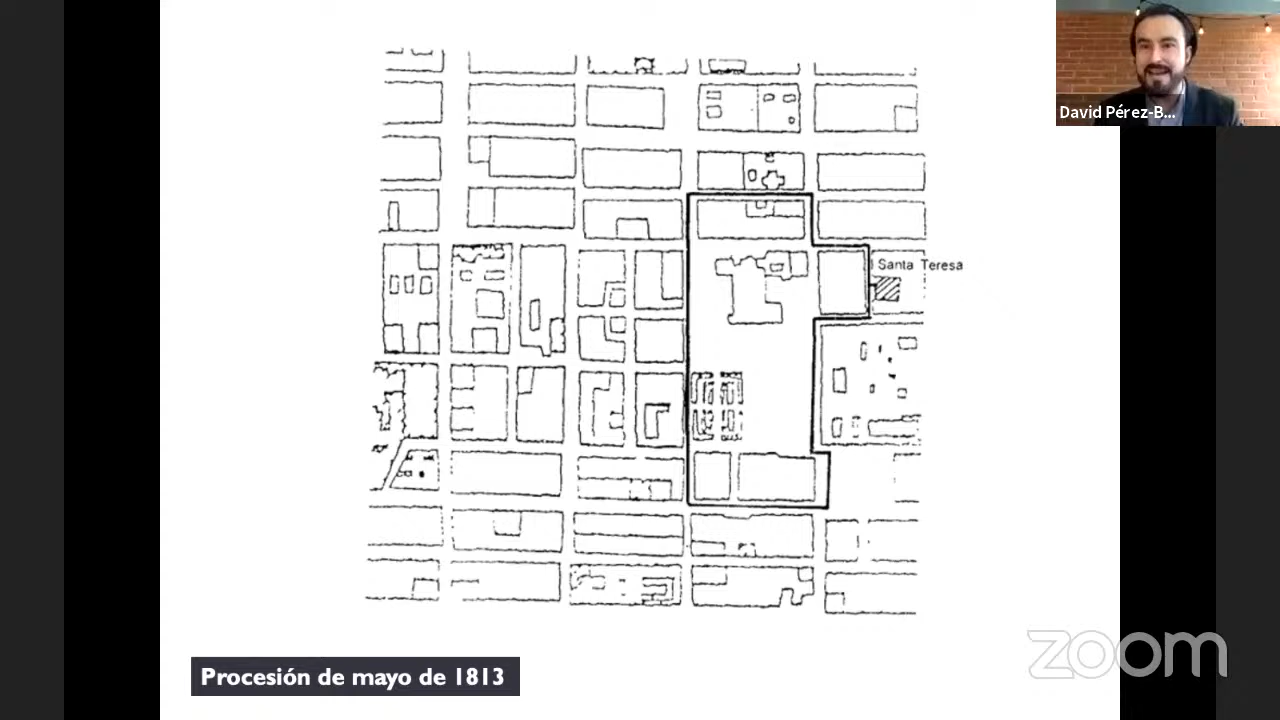 David Pérez-B...
Santa Teresa
Procesión de mayo de 1813
zoom